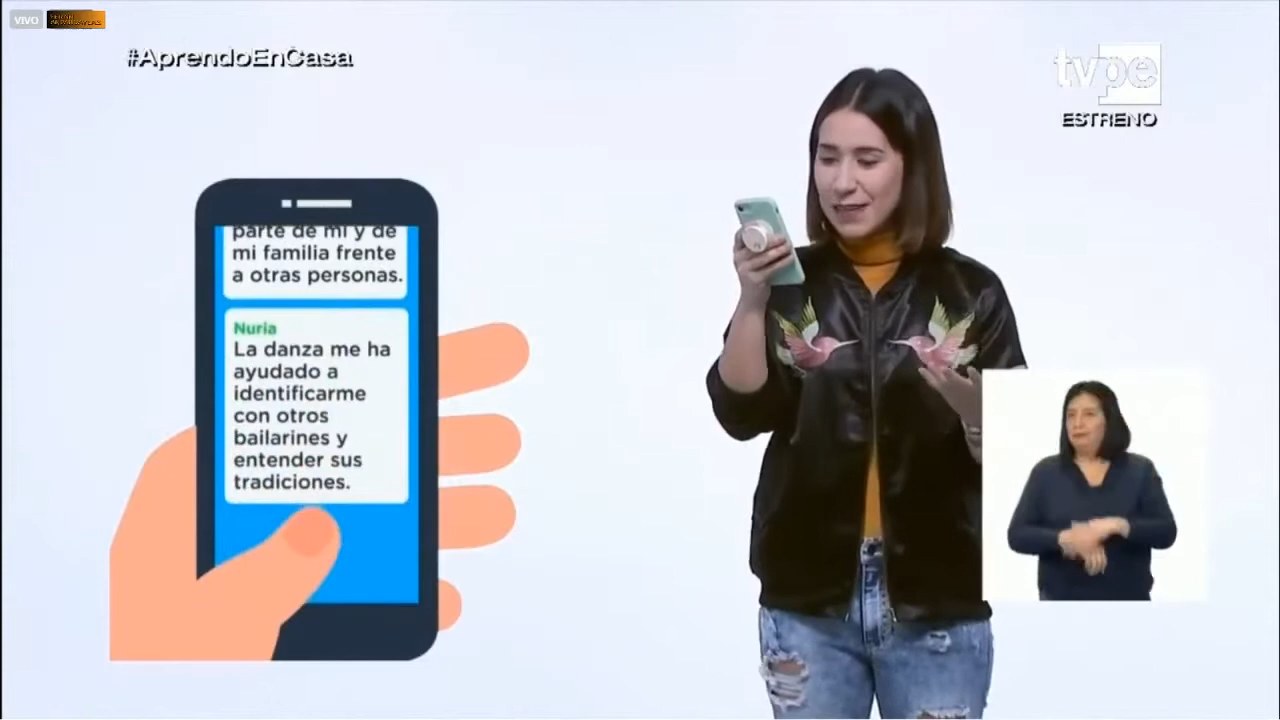 VIVO
#AprendoEnCasa
tvpe
ESTRENO
parte de mi y de
mi familia frente
a otras personas.
Nuria
La danza me ha
ayudado a
identificarme
con otros
bailarines y
entender sus
tradiciones.